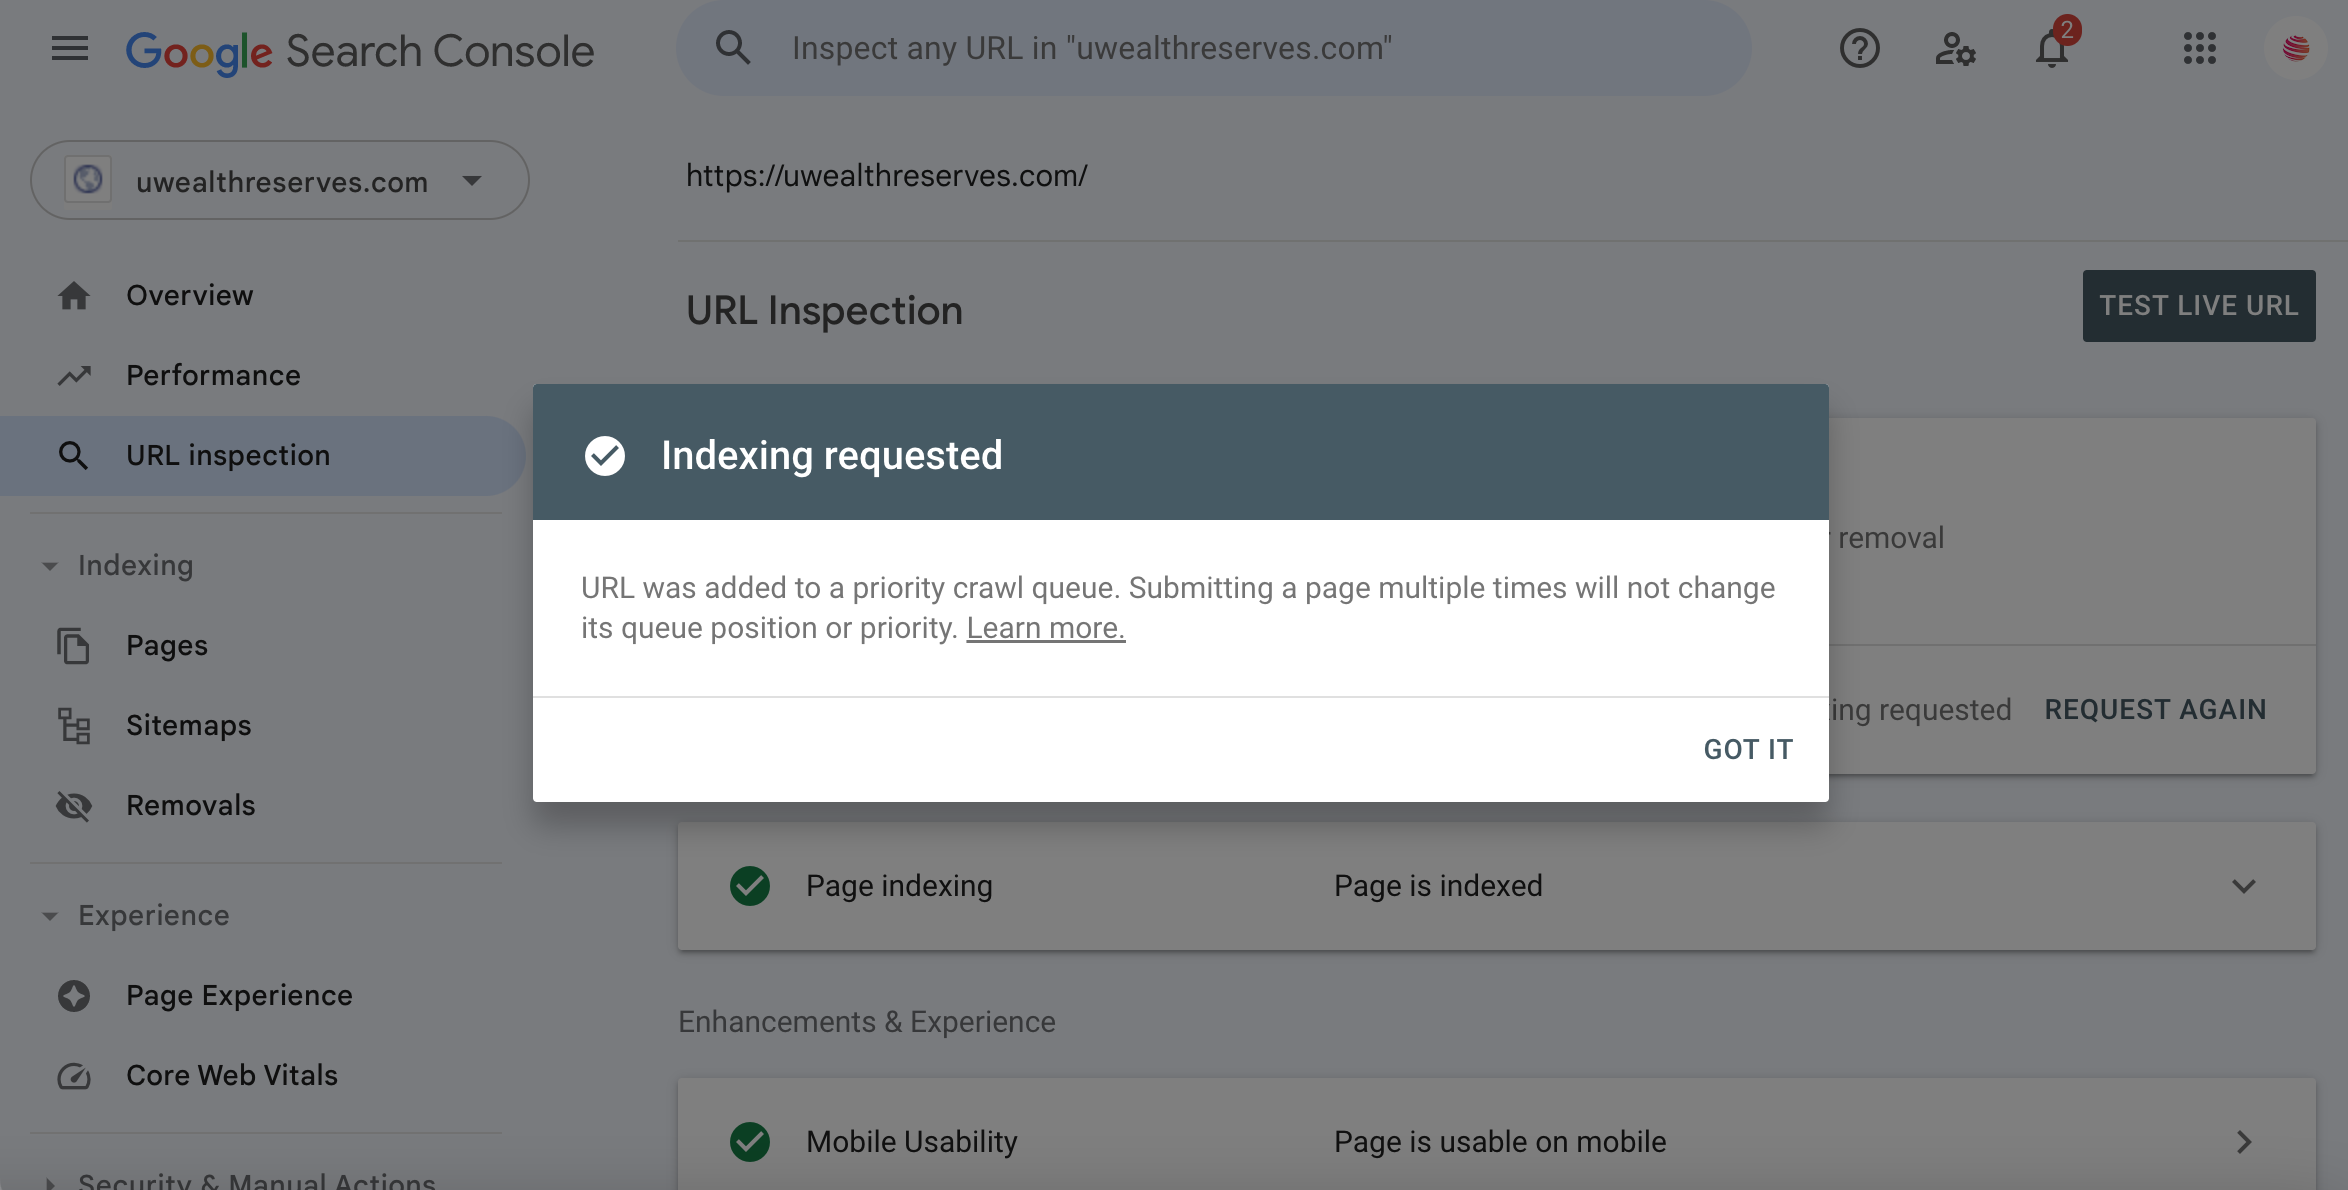 Google Search Console
Inspect any URL in "uwealthreserves.com"
2
uwealthreserves.com
https://uwealthreserves.com/
Overview
URL Inspection
TEST LIVE URL
Performance
URL inspection
Indexing requested
removal
URL was added to a priority crawl queue. Submitting a page multiple times will not change
its queue position or priority. Learn more.
Indexing
Pages
Sitemaps
requested
REQUEST AGAIN
GOT IT
Removals
Page indexing
Page is indexed
Experience
Page Experience
Enhancements & Experience
Core Web Vitals
Mobile Usability
Page is usable on mobile
Security & Manual Actions